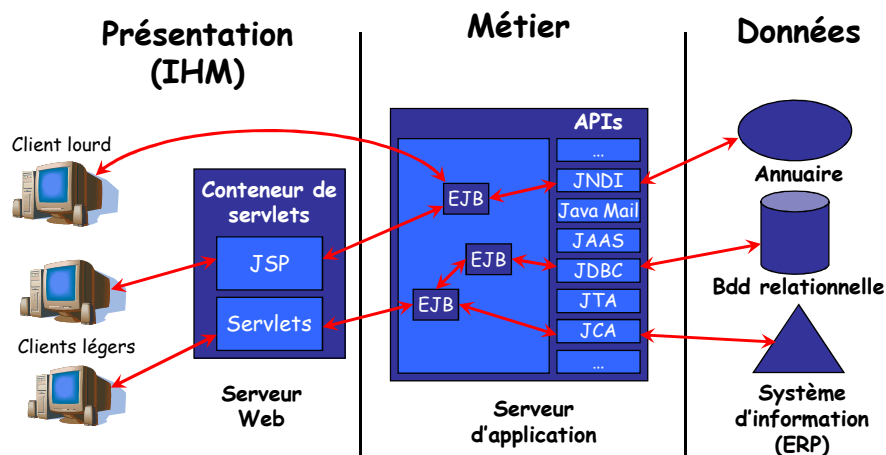 Présentation
(IHM)
Métier
Données
Client lourd
Clients légers
Conteneur de
servlets
JSP
Servlets
Serveur
Web
EJB
EJB
EJB
APIs
...
JNDI
Java Mail
JAAS
JDBC
JTA
JCA
...
Serveur
d'application
Annuaire
Bdd relationnelle
Système
d'information
(ERP)